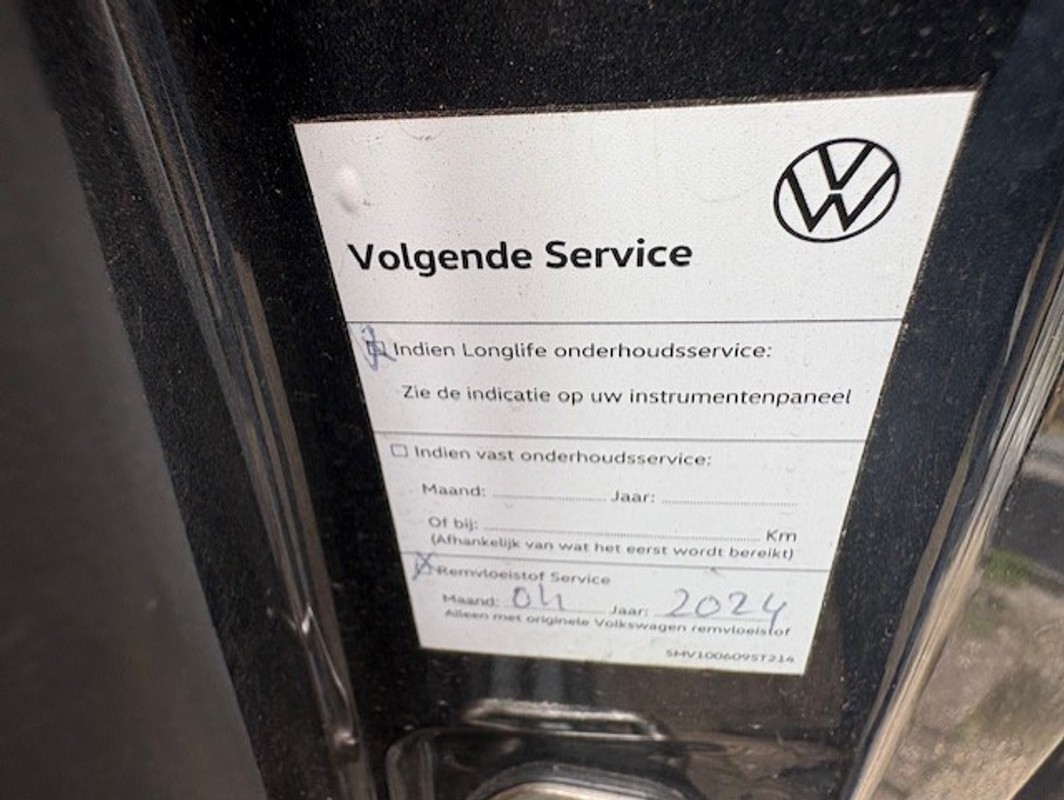 Volgende Service
Indien Longlife onderhoudsservice:
Zie de indicatie op uw instrumentenpaneel
Indien vast onderhoudsservice:
Maand: Jaar:
Of bij: Km
(Afhankelijk van wat het eerst wordt bereikt)
Remvloeistof Service
Maand: 04 Jaar: 2024
Alleen met originele Volkswagen remvloeistof
5MV100609ST214